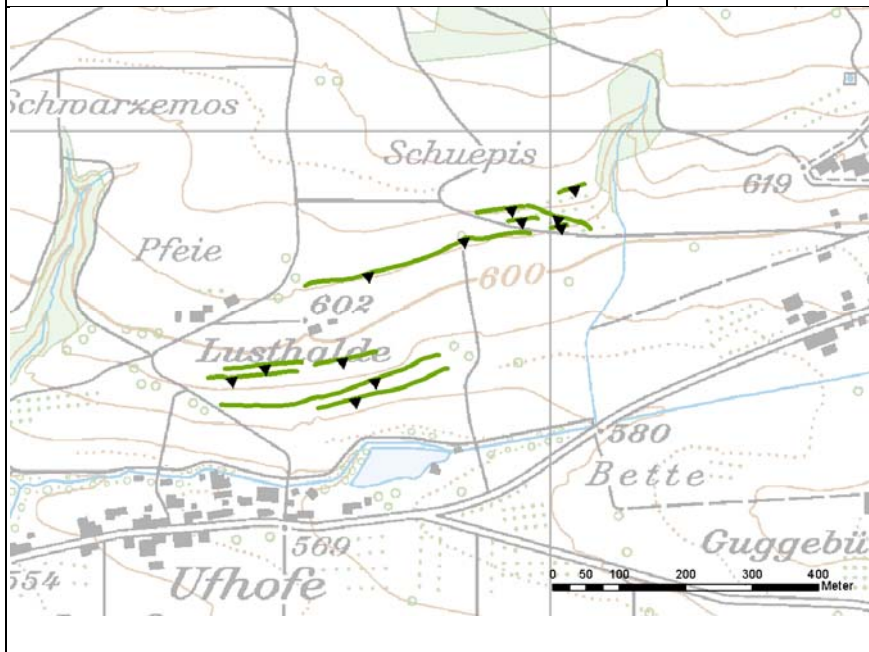 Schwarzemos
Schuepis
619
Pfeie
600
602
Lusthalde
580
Bette
569
Guggebü
554
Ufhofe
0 50 100 200 300 400
Meter